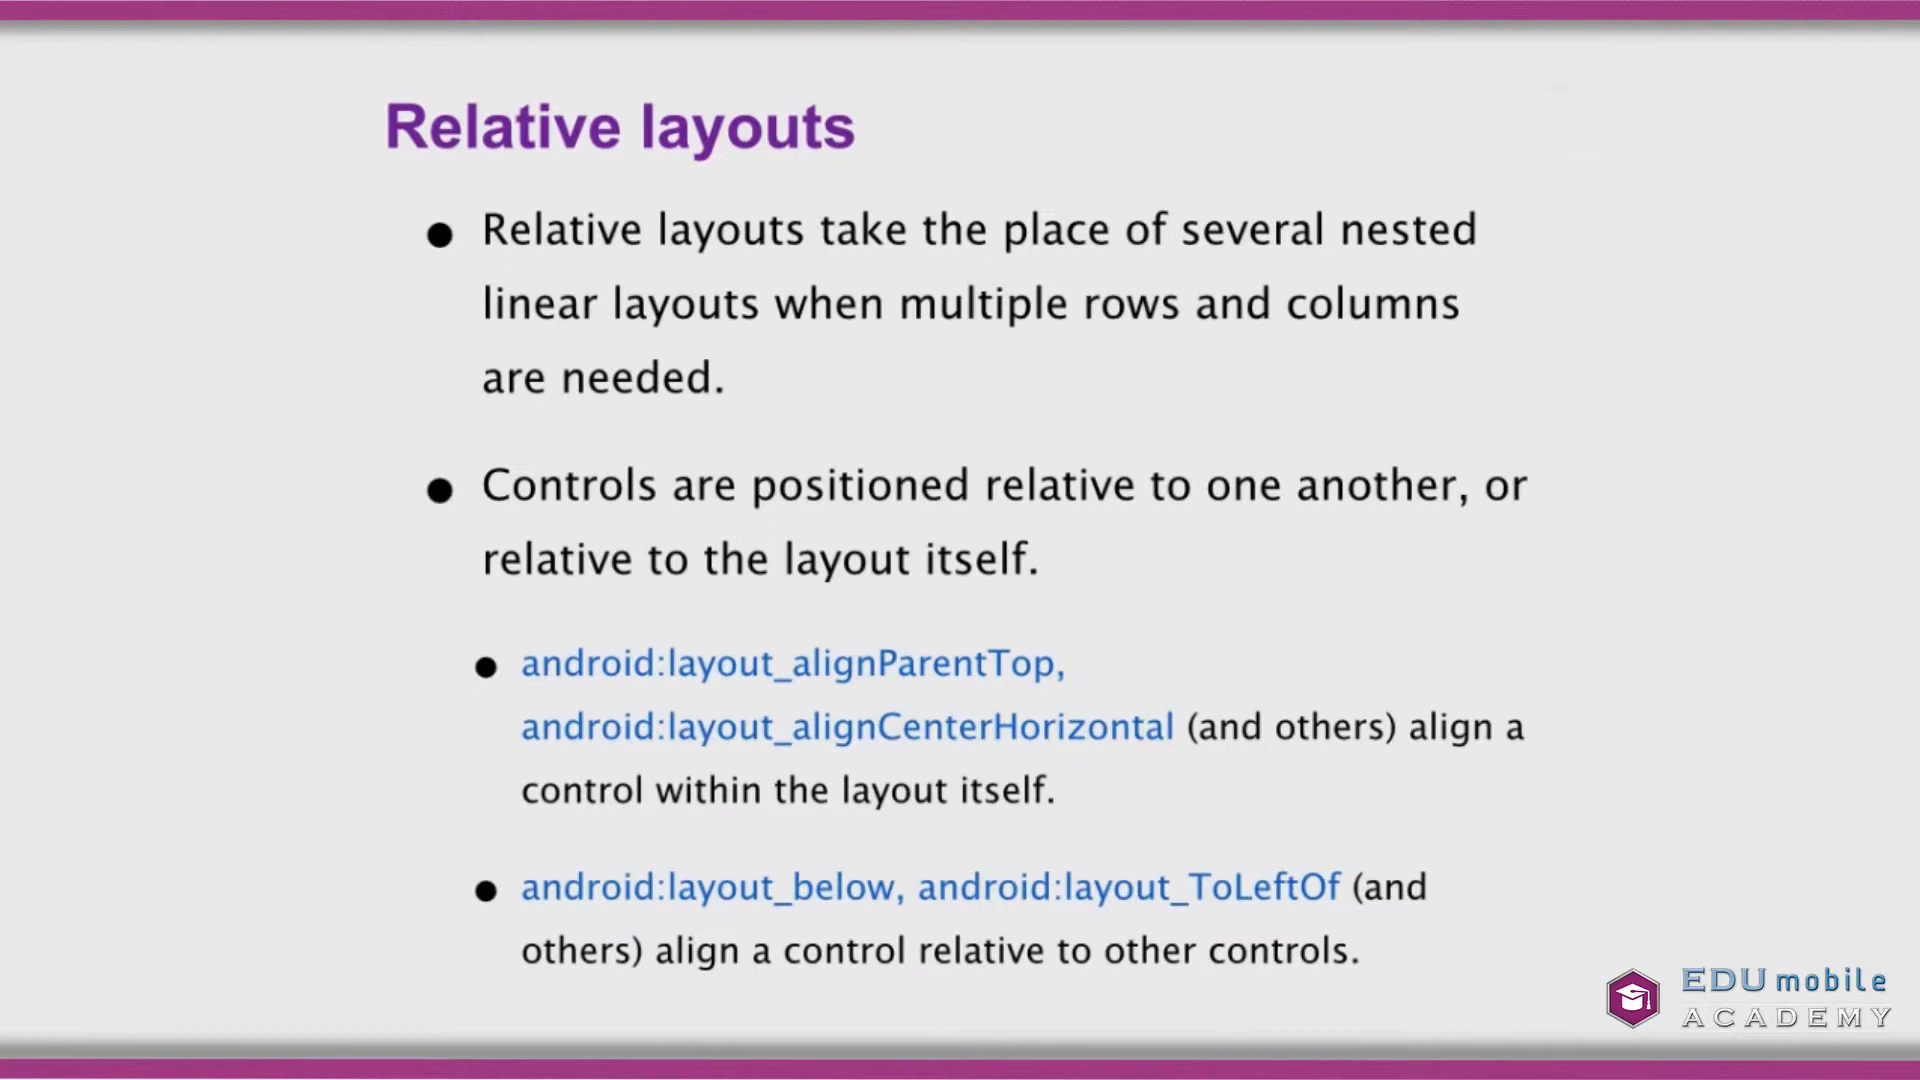 Relative layouts
● Relative layouts take the place of several nested
linear layouts when multiple rows and columns
are needed.
● Controls are positioned relative to one another, or
relative to the layout itself.
● android:layout_alignParentTop,
android:layout_alignCenterHorizontal (and others) align a
control within the layout itself.
● android:layout_below, android:layout_ToLeftOf (and
others) align a control relative to other controls.
EDU mobile
ACADEMY